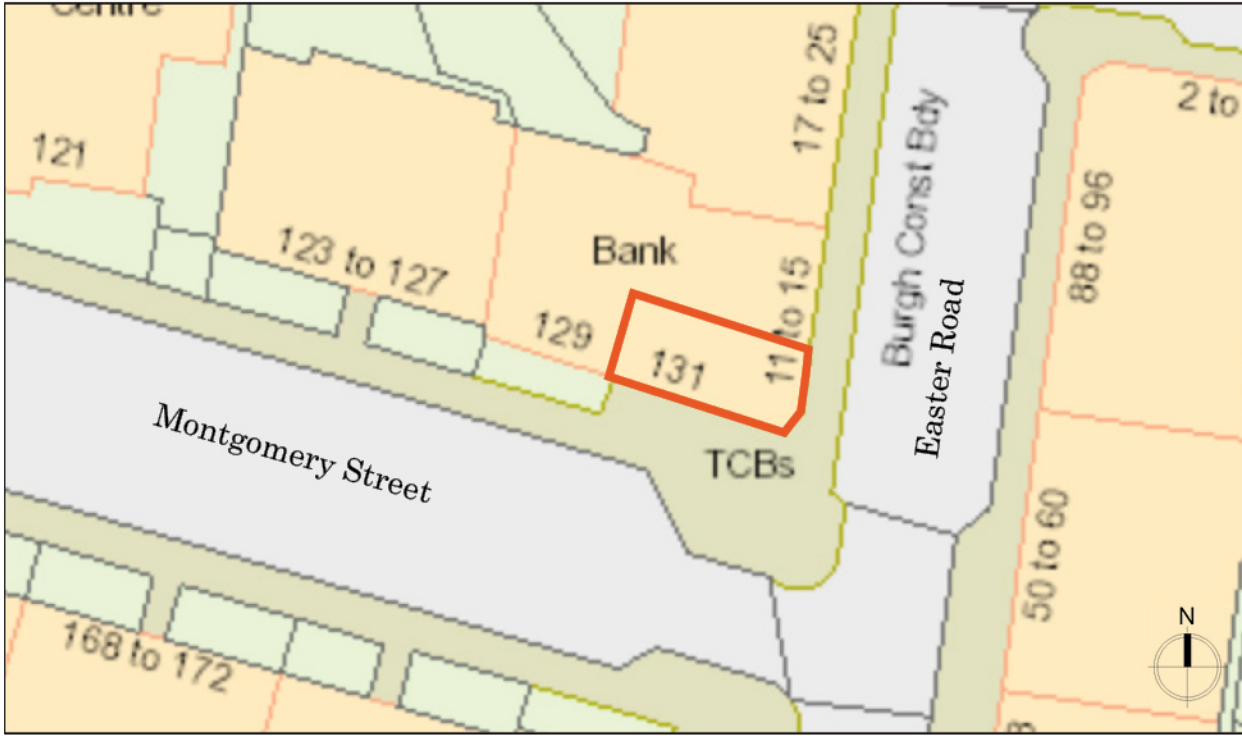 Centre
121
123 to 127
Bank
129
131
11 to 15
17 to 25
Burgh Const Bdy
Easter Road
2 to
88 to 96
Montgomery Street
TCBs
50 to 60
168 to 172
N